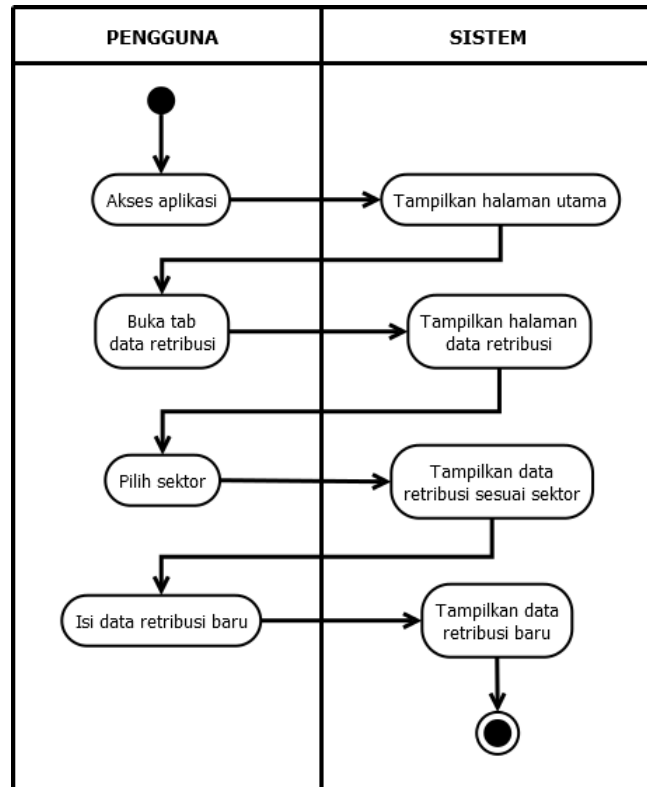 PENGGUNA
SISTEM
Akses aplikasi
Tampilkan halaman utama
Buka tab
data retribusi
Tampilkan halaman
data retribusi
Pilih sektor
Tampilkan data
retribusi sesuai sektor
Isi data retribusi baru
Tampilkan data
retribusi baru